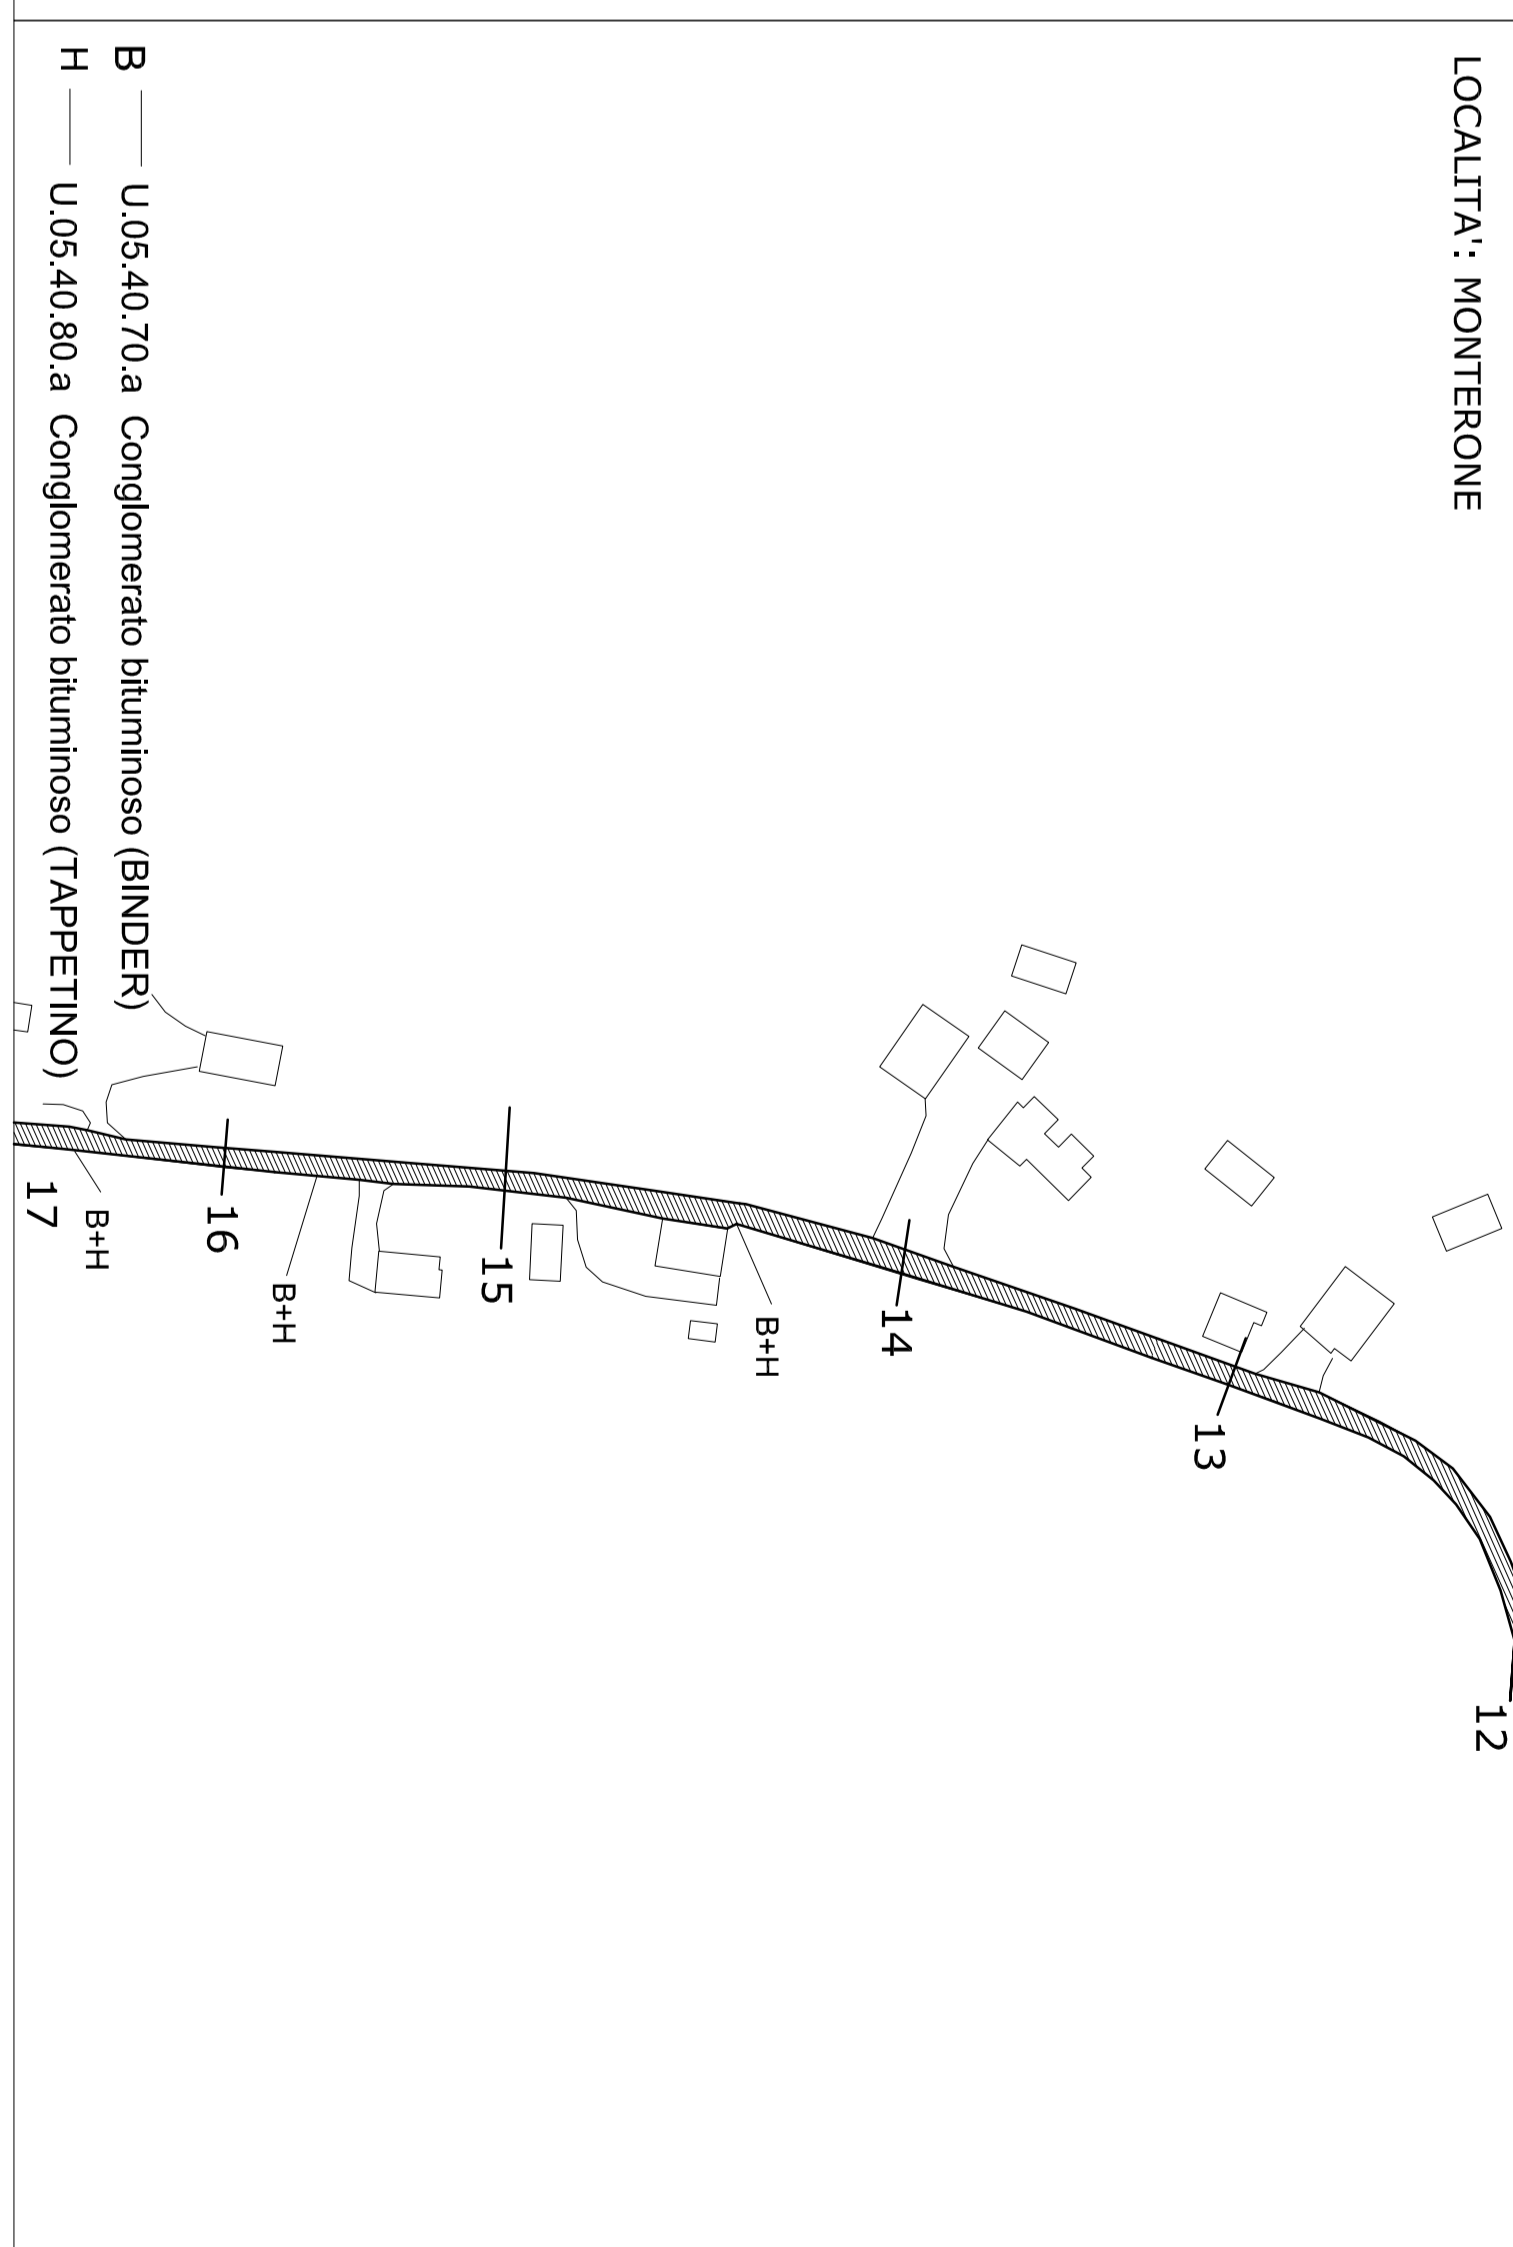 LOCALITA': MONTERONE
12
13
14
B+H
15
B+H
16
B+H
17
B U.05.40.70.a Conglomerato bituminoso (BINDER)
H U.05.40.80.a Conglomerato bituminoso (TAPPETINO)